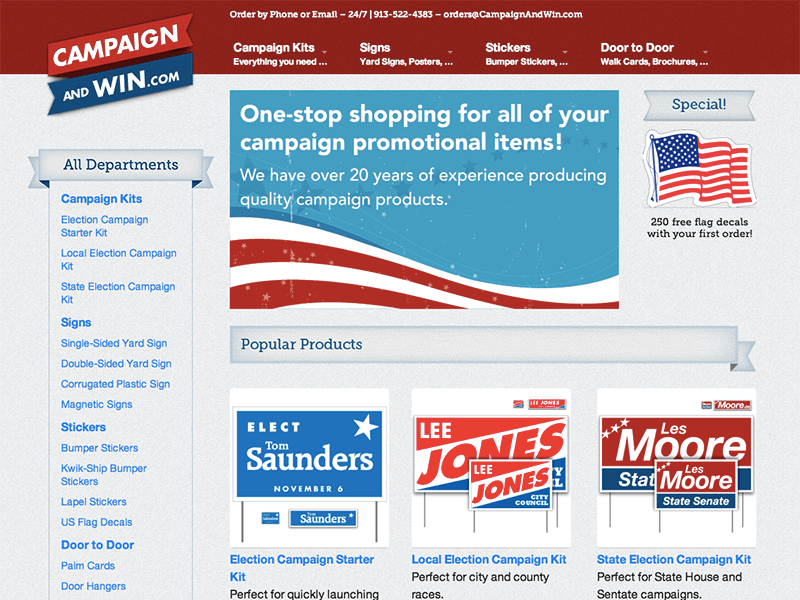 Order by Phone or Email – 24/7 | 913-522-4383 – orders@CampaignAndWin.com
CAMPAIGN
AND WIN.COM
Campaign Kits
Everything you need ...
Signs
Yard Signs, Posters, ...
Stickers
Bumper Stickers, ...
Door to Door
Walk Cards, Brochures, ...
All Departments
Campaign Kits
Election Campaign
Starter Kit
Local Election Campaign
Kit
State Election Campaign
Kit
Signs
Single-Sided Yard Sign
Double-Sided Yard Sign
Corrugated Plastic Sign
Magnetic Signs
Stickers
Bumper Stickers
Kwik-Ship Bumper
Stickers
Lapel Stickers
US Flag Decals
Door to Door
Palm Cards
Door Hangers
One-stop shopping for all of your
campaign promotional items!
We have over 20 years of experience producing
quality campaign products.
Special!
250 free flag decals
with your first order!
Popular Products
ELECT
Tom
Saunders
NOVEMBER 6
Saunders
Election Campaign Starter
Kit
Perfect for quickly launching
LEE JONES
LEE
JONES
LEE
JONES
CITY
COUNCIL
Local Election Campaign Kit
Perfect for city and county
races.
Moore
Les
Moore
Les
Moore
State Senate
State Election Campaign Kit
Perfect for State House and
Sentate campaigns.